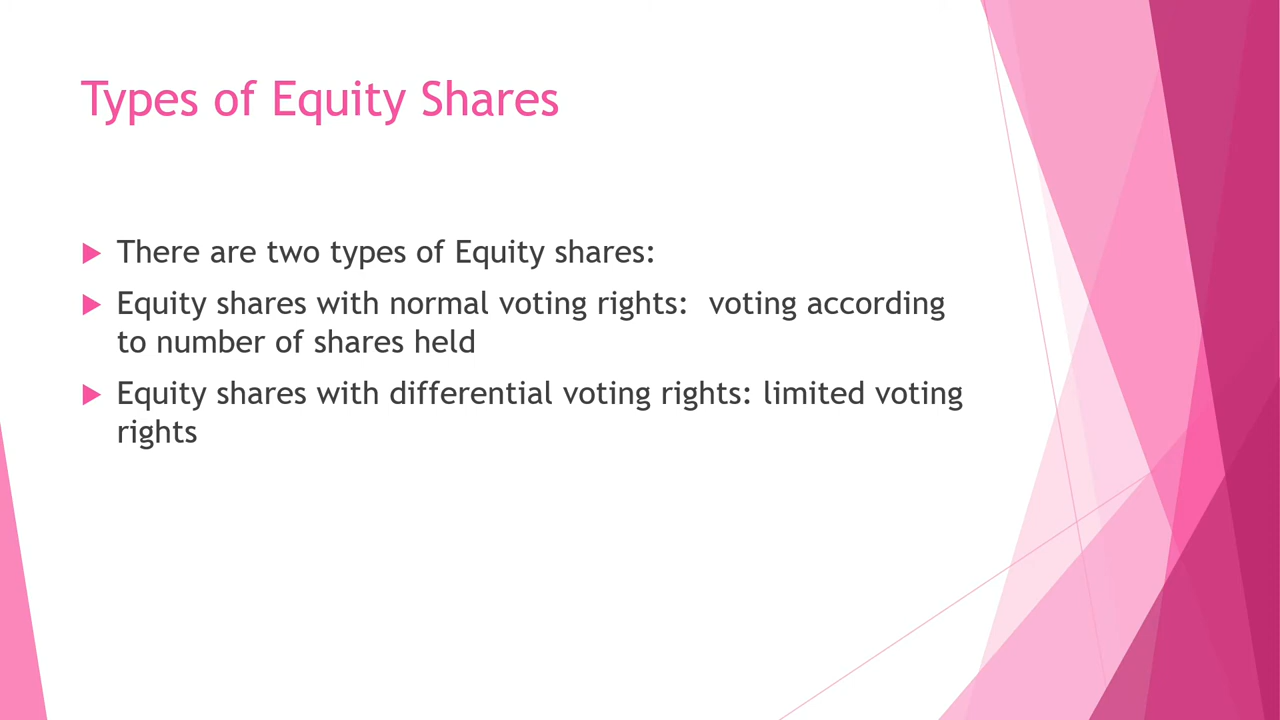 Types of Equity Shares
There are two types of Equity shares:
Equity shares with normal voting rights:  voting according
to number of shares held
Equity shares with differential voting rights: limited voting
rights